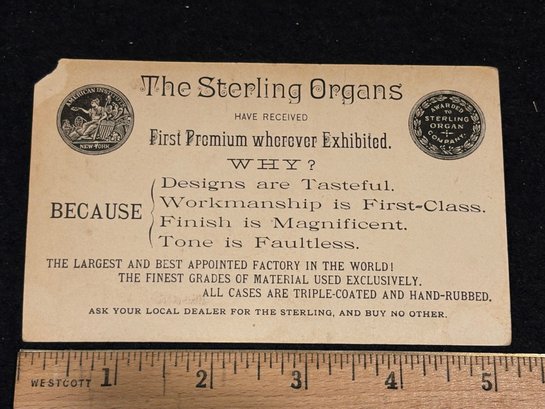 The Sterling Organs
AMERICAN INSTITUTE
NEW YORK
HAVE RECEIVED
AWARDED
TO
STERLING
ORGAN
COMPANY.
First Premium wherever Exhibited.
WHY?
BECAUSE
Designs are Tasteful.
Workmanship is First-Class.
Finish is Magnificent.
Tone is Faultless.
THE LARGEST AND BEST APPOINTED FACTORY IN THE WORLD!
THE FINEST GRADES OF MATERIAL USED EXCLUSIVELY.
ALL CASES ARE TRIPLE-COATED AND HAND-RUBBED.
ASK YOUR LOCAL DEALER FOR THE STERLING, AND BUY NO OTHER.
WESTCOTT 1 2 3 4 5